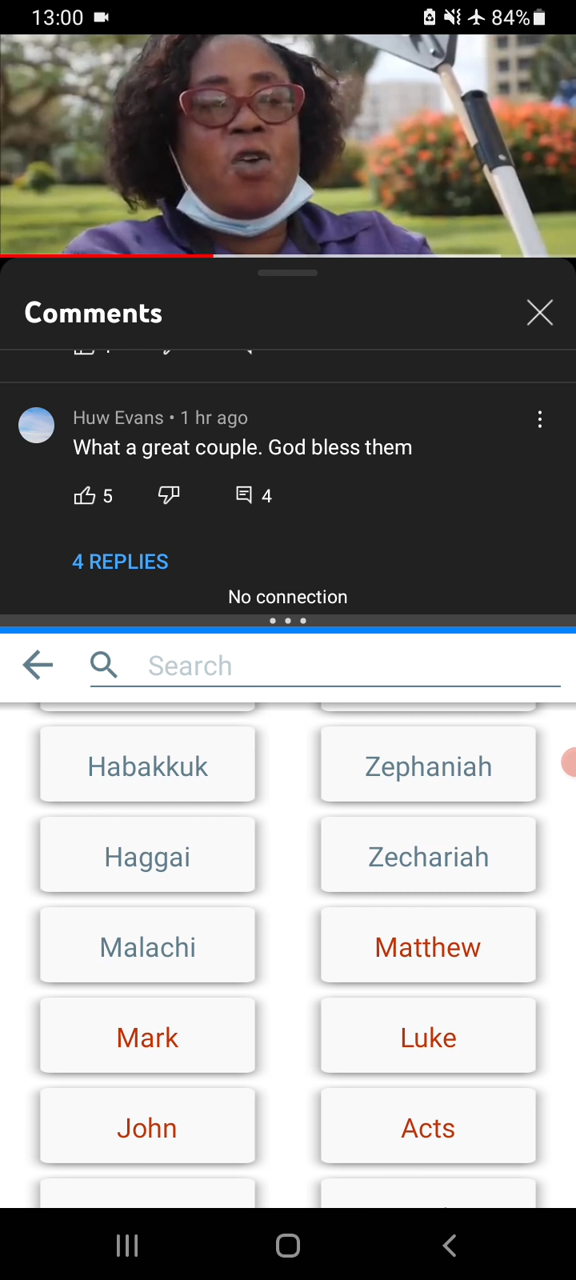 13:00
84%
Comments
Huw Evans • 1 hr ago
What a great couple. God bless them
5
4
4 REPLIES
No connection
Search
Habakkuk
Zephaniah
Haggai
Zechariah
Malachi
Matthew
Mark
Luke
John
Acts